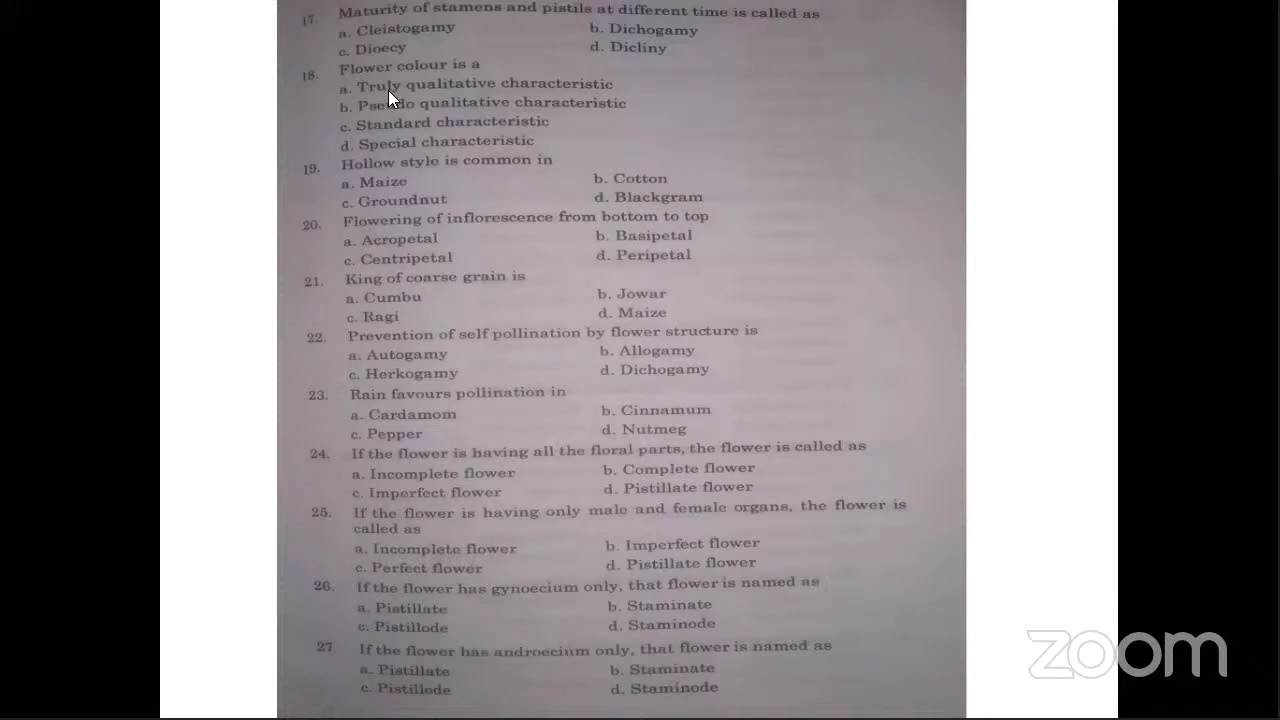 17. Maturity of stamens and pistils at different time is called as
a. Cleistogamy b. Dichogamy
c. Dioecy d. Dicliny
18. Flower colour is a
a. Truly qualitative characteristic
b. Pseudo qualitative characteristic
c. Standard characteristic
d. Special characteristic
19. Hollow style is common in
a. Maize b. Cotton
c. Groundnut d. Blackgram
20. Flowering of inflorescence from bottom to top
a. Acropetal b. Basipetal
c. Centripetal d. Peripetal
21. King of coarse grain is
a. Cumbu b. Jowar
c. Ragi d. Maize
22. Prevention of self pollination by flower structure is
a. Autogamy b. Allogamy
c. Herkogamy d. Dichogamy
23. Rain favours pollination in
a. Cardamom b. Cinnamum
c. Pepper d. Nutmeg
24. If the flower is having all the floral parts, the flower is called as
a. Incomplete flower b. Complete flower
c. Imperfect flower d. Pistillate flower
25. If the flower is having only male and female organs, the flower is
called as
a. Incomplete flower b. Imperfect flower
c. Perfect flower d. Pistillate flower
26. If the flower has gynoecium only, that flower is named as
a. Pistillate b. Staminate
c. Pistillode d. Staminode
27 If the flower has androecium only, that flower is named as
a. Pistillate b. Staminate
c. Pistillode d. Staminode
zoom